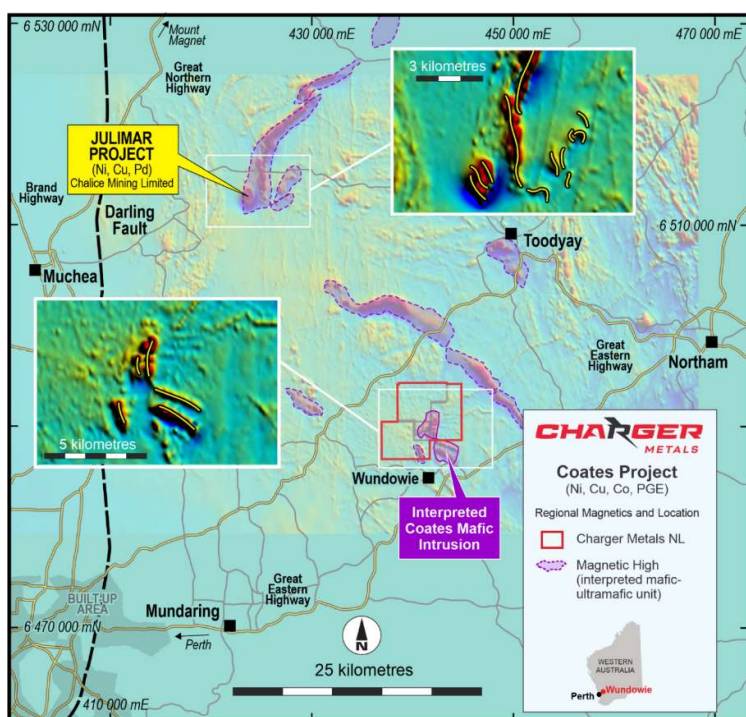 6 530 000 mN
Mount
Magnet
430 000 mE
450 000 mE
470 000 mE
Great
Northern
Highway
3 kilometres
JULIMAR
PROJECT
(Ni, Cu, Pd)
Chalice Mining Limited
Brand
Highway
Darling
Fault
Muchea
6 510 000 mN
Toodyay
Great
Eastern
Highway
Northam
5 kilometres
Wundowie
Interpreted
Coates Mafic
Intrusion
CHARGER
METALS
Coates Project
(Ni, Cu, Co, PGE)
Regional Magnetics and Location
Charger Metals NL
Magnetic High
(interpreted mafic-
ultramafic unit)
WESTERN
AUSTRALIA
Perth
Wundowie
BUILT UP
AREA
Mundaring
Great
Eastern
Highway
6 470 000 mN
Perth
N
25 kilometres
410 000 mE